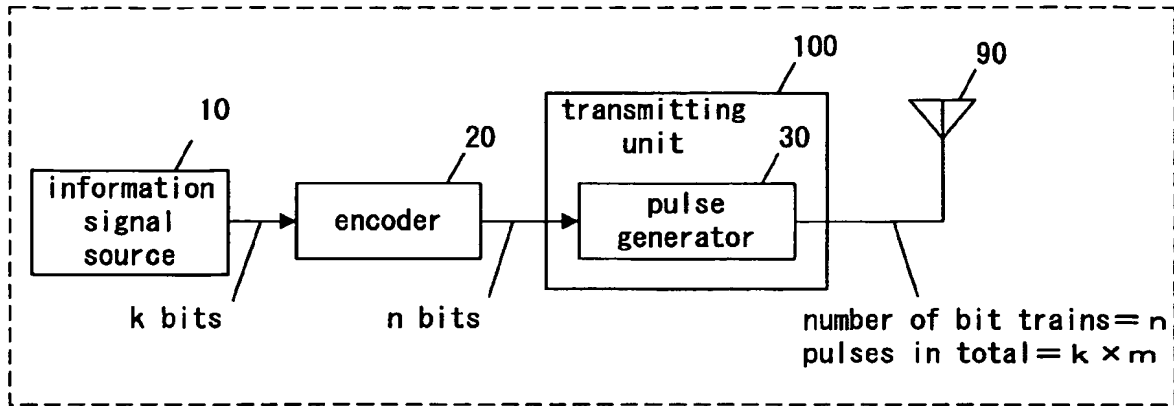 100
90
10
transmitting
unit
20
30
information
signal
source
encoder
pulse
generator
k bits
n bits
number of bit trains=n
pulses in total=k×m